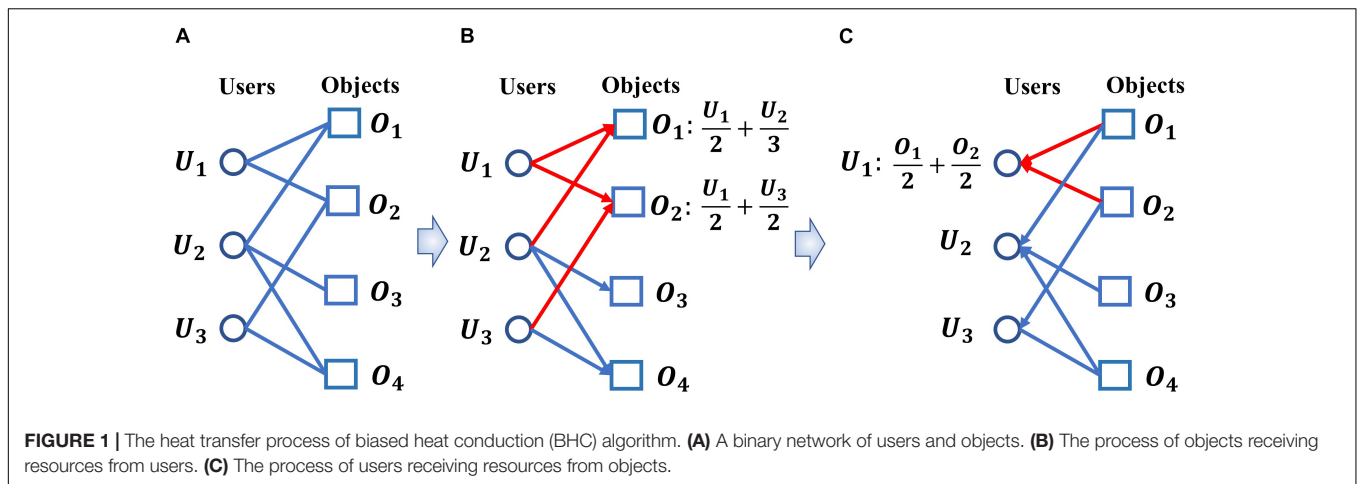 A
B
C
Users Objects
Users Objects
Users Objects
O₁
U₁
O₂
U₂
O₃
U₃
O₄
O₁: U₁/2 + U₂/3
U₁
O₂: U₁/2 + U₃/2
U₂
O₃
U₃
O₄
O₁
U₁: O₁/2 + O₂/2
O₂
U₂
O₃
U₃
O₄
FIGURE 1 | The heat transfer process of biased heat conduction (BHC) algorithm. (A) A binary network of users and objects. (B) The process of objects receiving
resources from users. (C) The process of users receiving resources from objects.